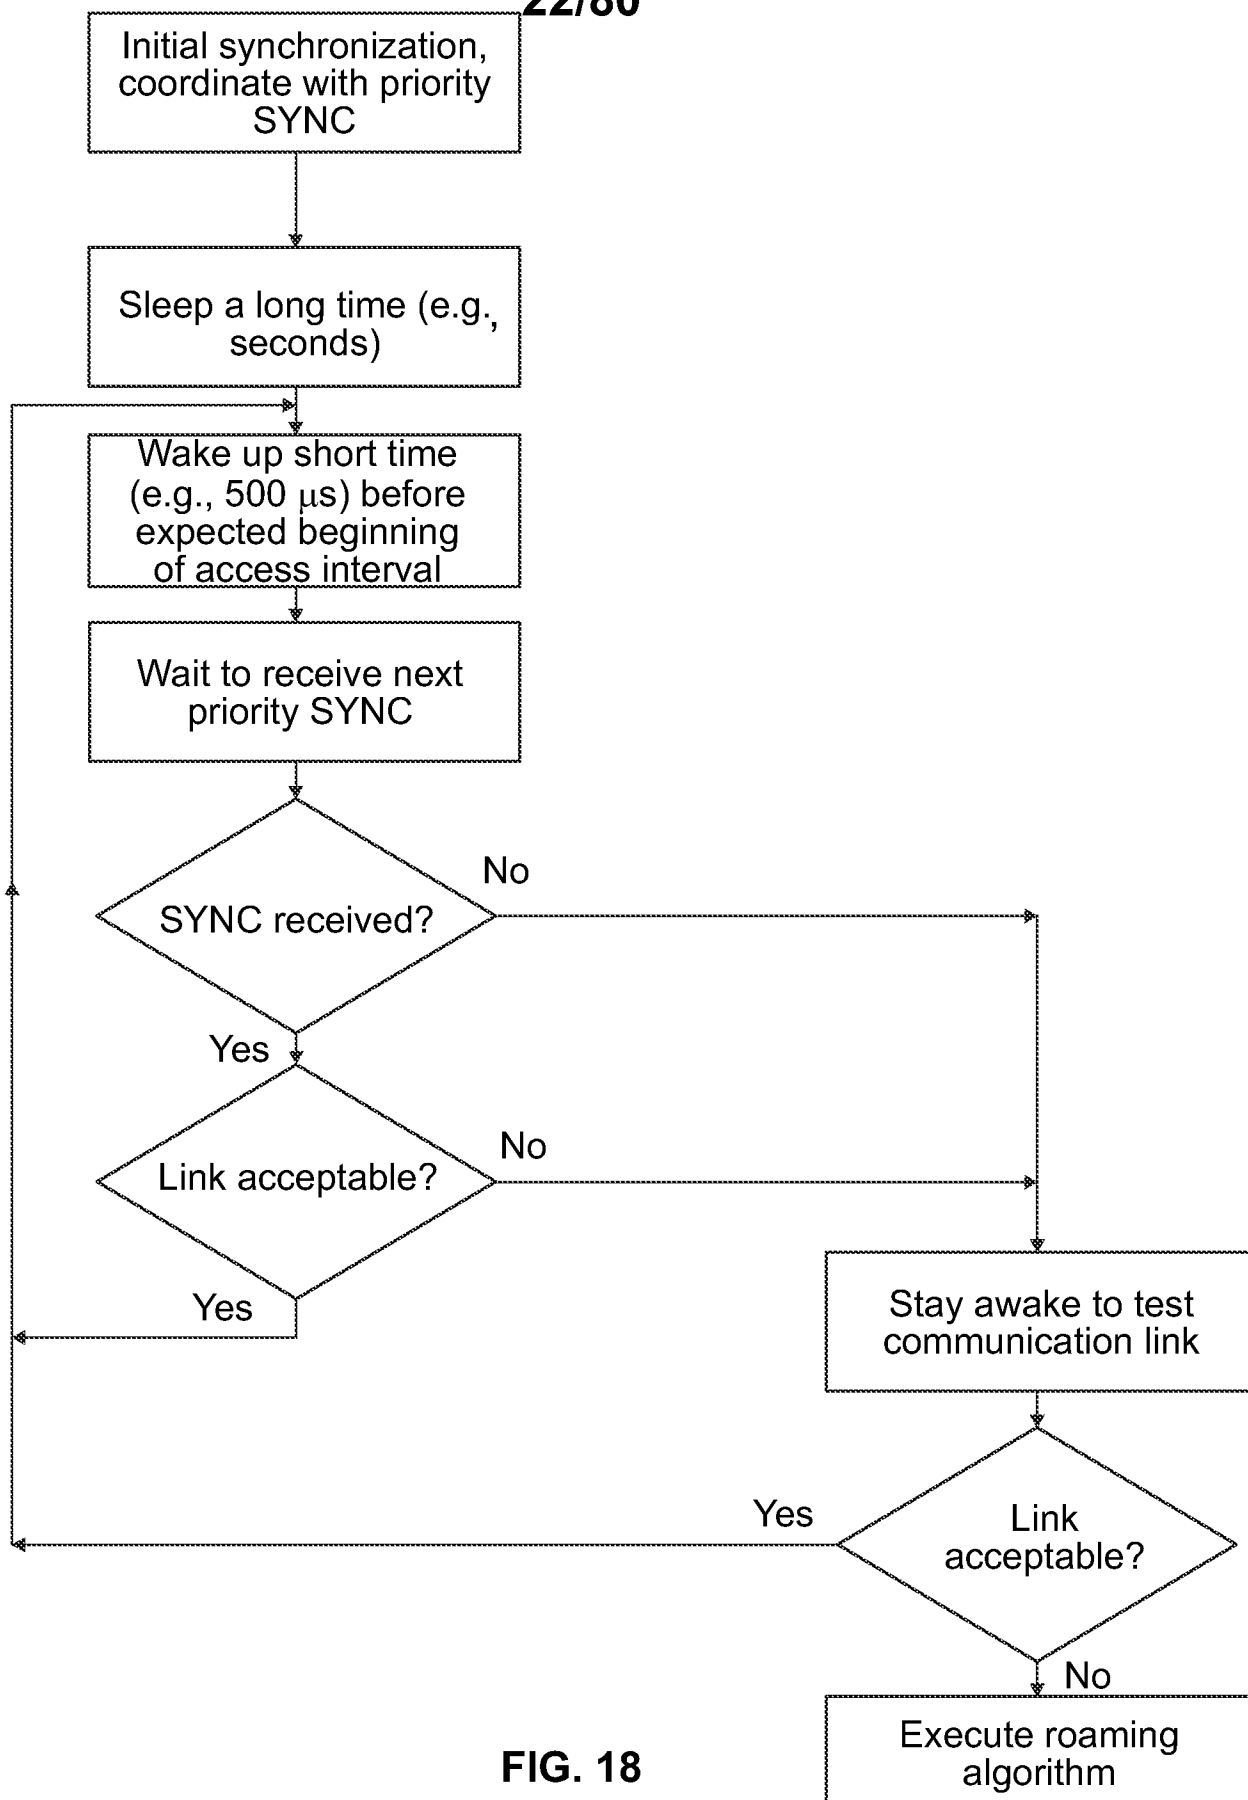 22/80
Initial synchronization,
coordinate with priority
SYNC
Sleep a long time (e.g.,
seconds)
Wake up short time
(e.g., 500 μs) before
expected beginning
of access interval
Wait to receive next
priority SYNC
No
SYNC received?
Yes
No
Link acceptable?
Yes
Stay awake to test
communication link
Yes
Link
acceptable?
No
Execute roaming
algorithm
FIG. 18